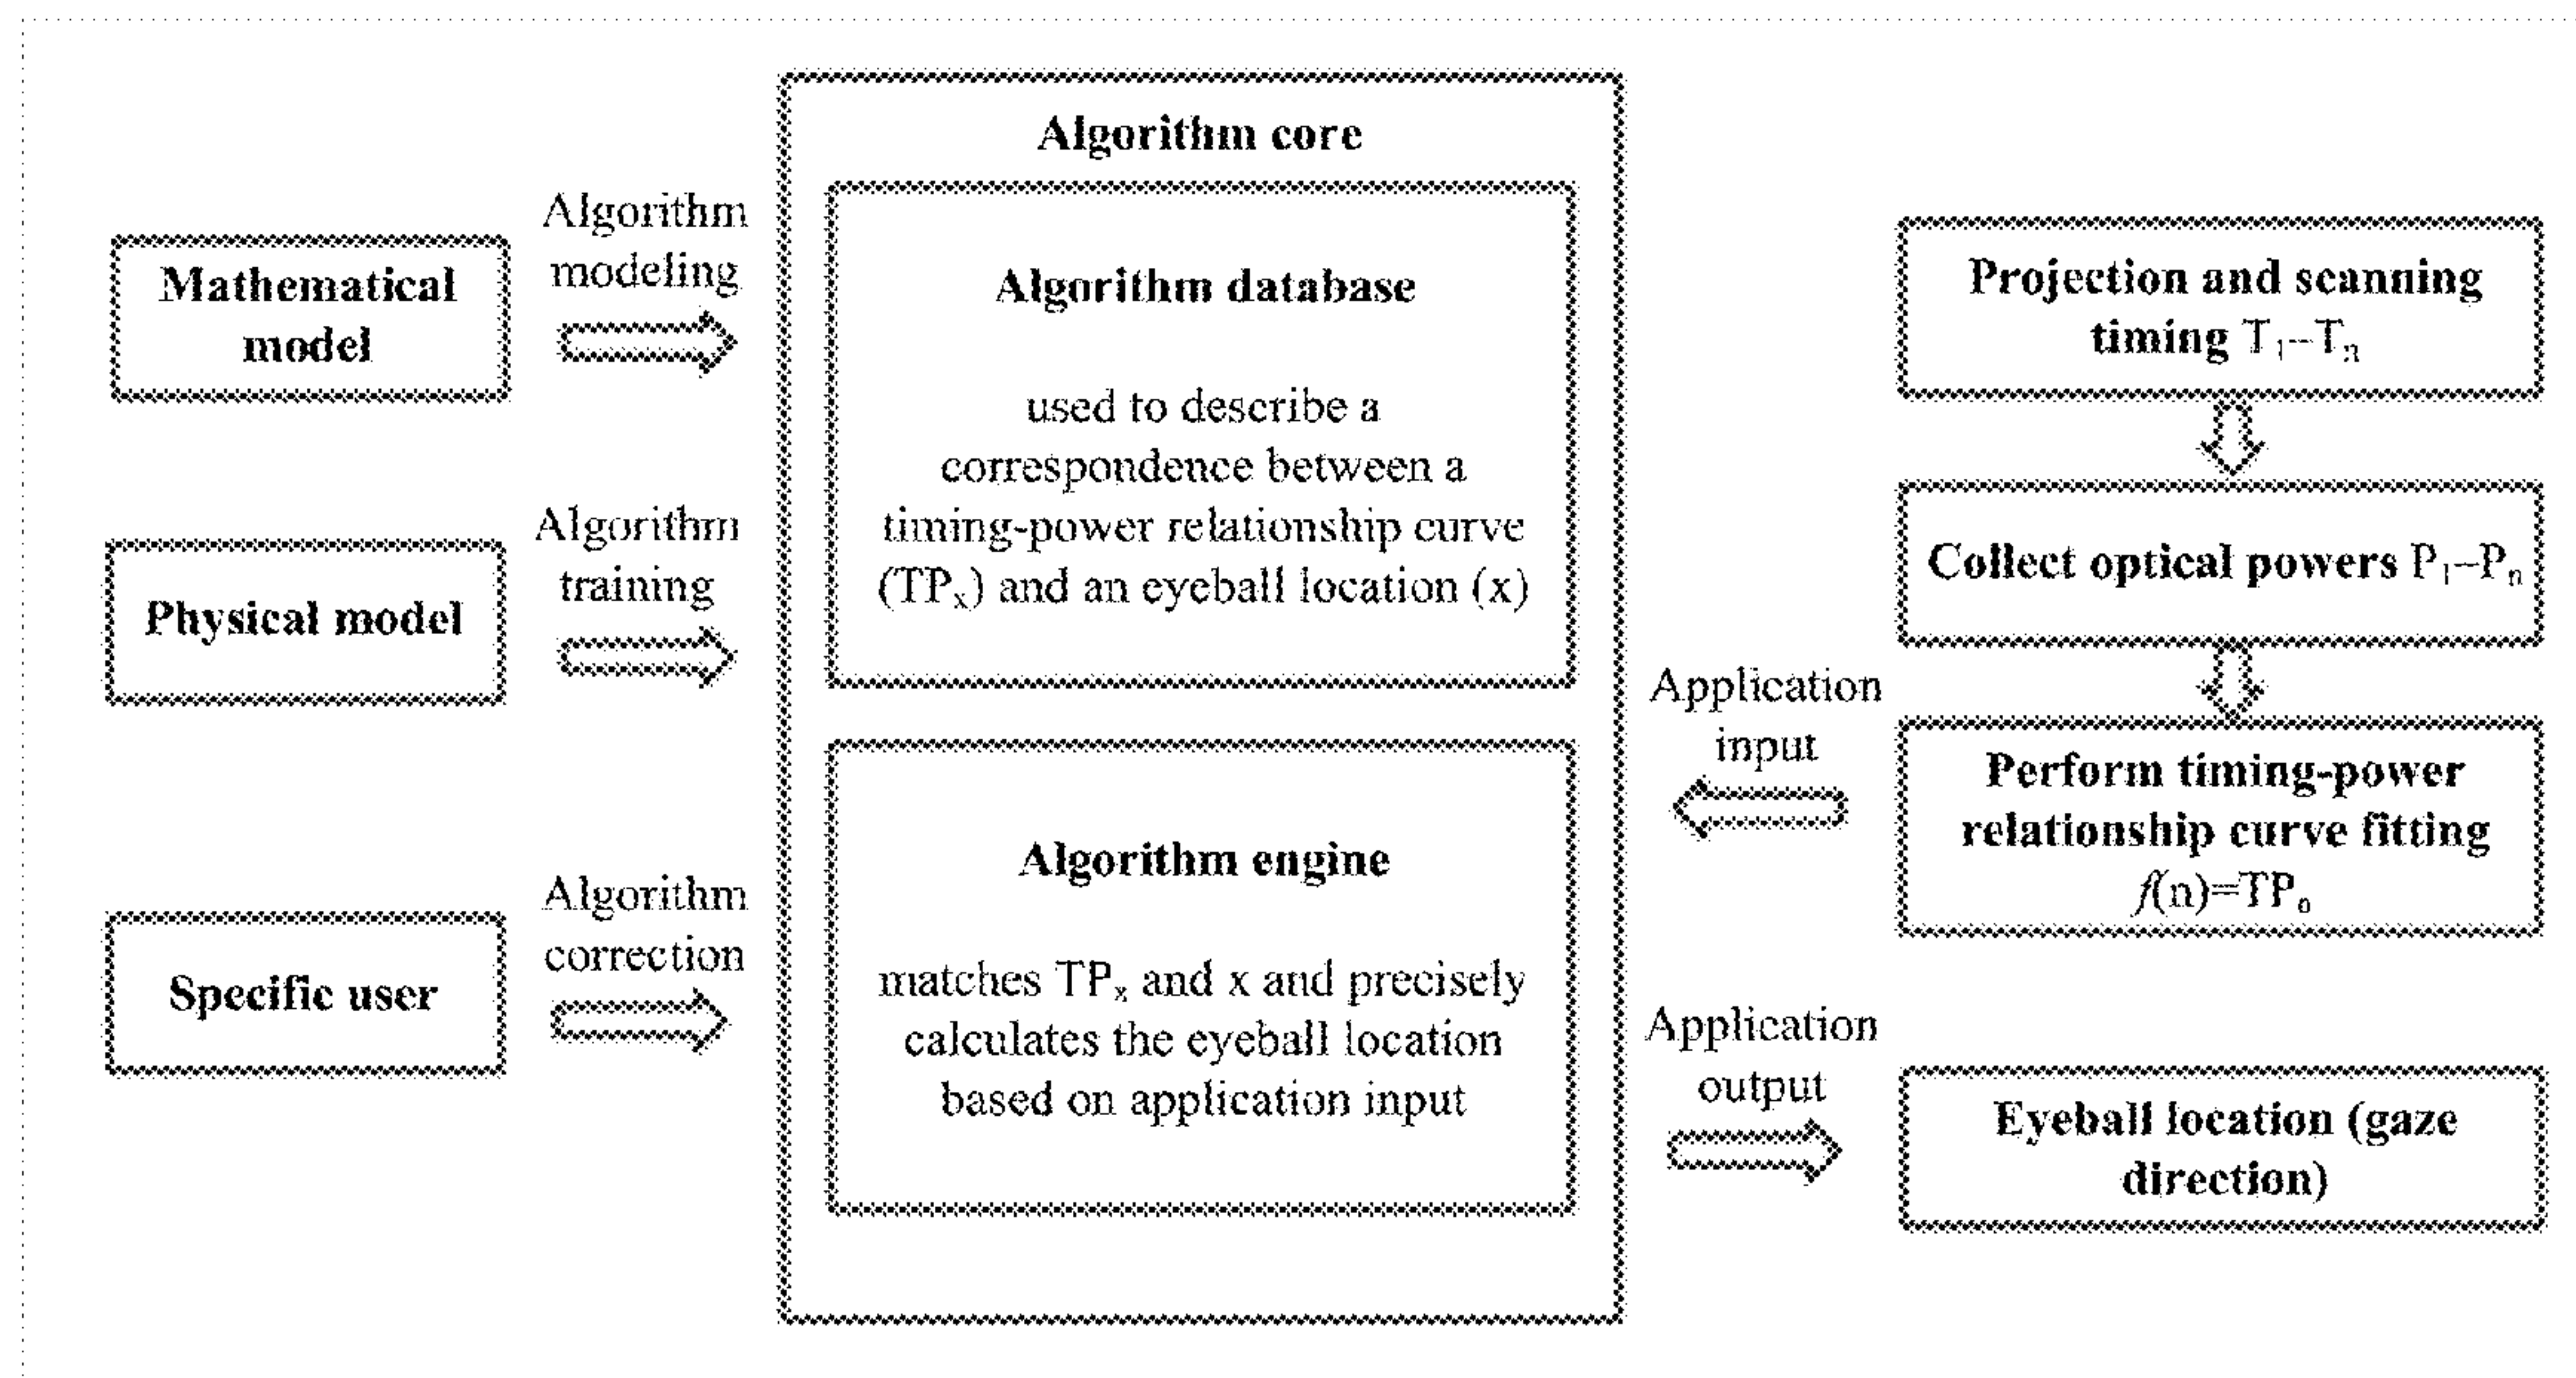 Algorithm core
Mathematical
model
Algorithm
modeling
Physical model
Algorithm
training
Specific user
Algorithm
correction
Algorithm database
used to describe a
correspondence between a
timing-power relationship curve
(TPₓ) and an eyeball location (x)
Algorithm engine
matches TPₓ and x and precisely
calculates the eyeball location
based on application input
Application
input
Application
output
Projection and scanning
timing T₁–Tₙ
Collect optical powers P₁–Pₙ
Perform timing-power
relationship curve fitting
f(n)=TP₀
Eyeball location (gaze
direction)